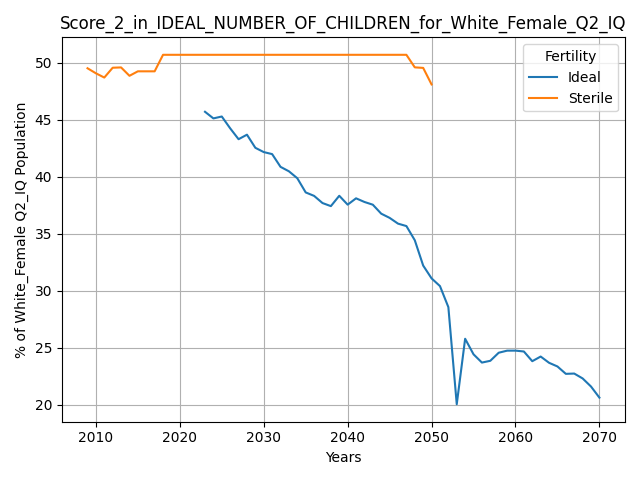 Score_2_in_IDEAL_NUMBER_OF_CHILDREN_for_White_Female_Q2_IQ
Fertility
Ideal
Sterile
% of White_Female Q2_IQ Population
50
45
40
35
30
25
20
2010 2020 2030 2040 2050 2060 2070
Years